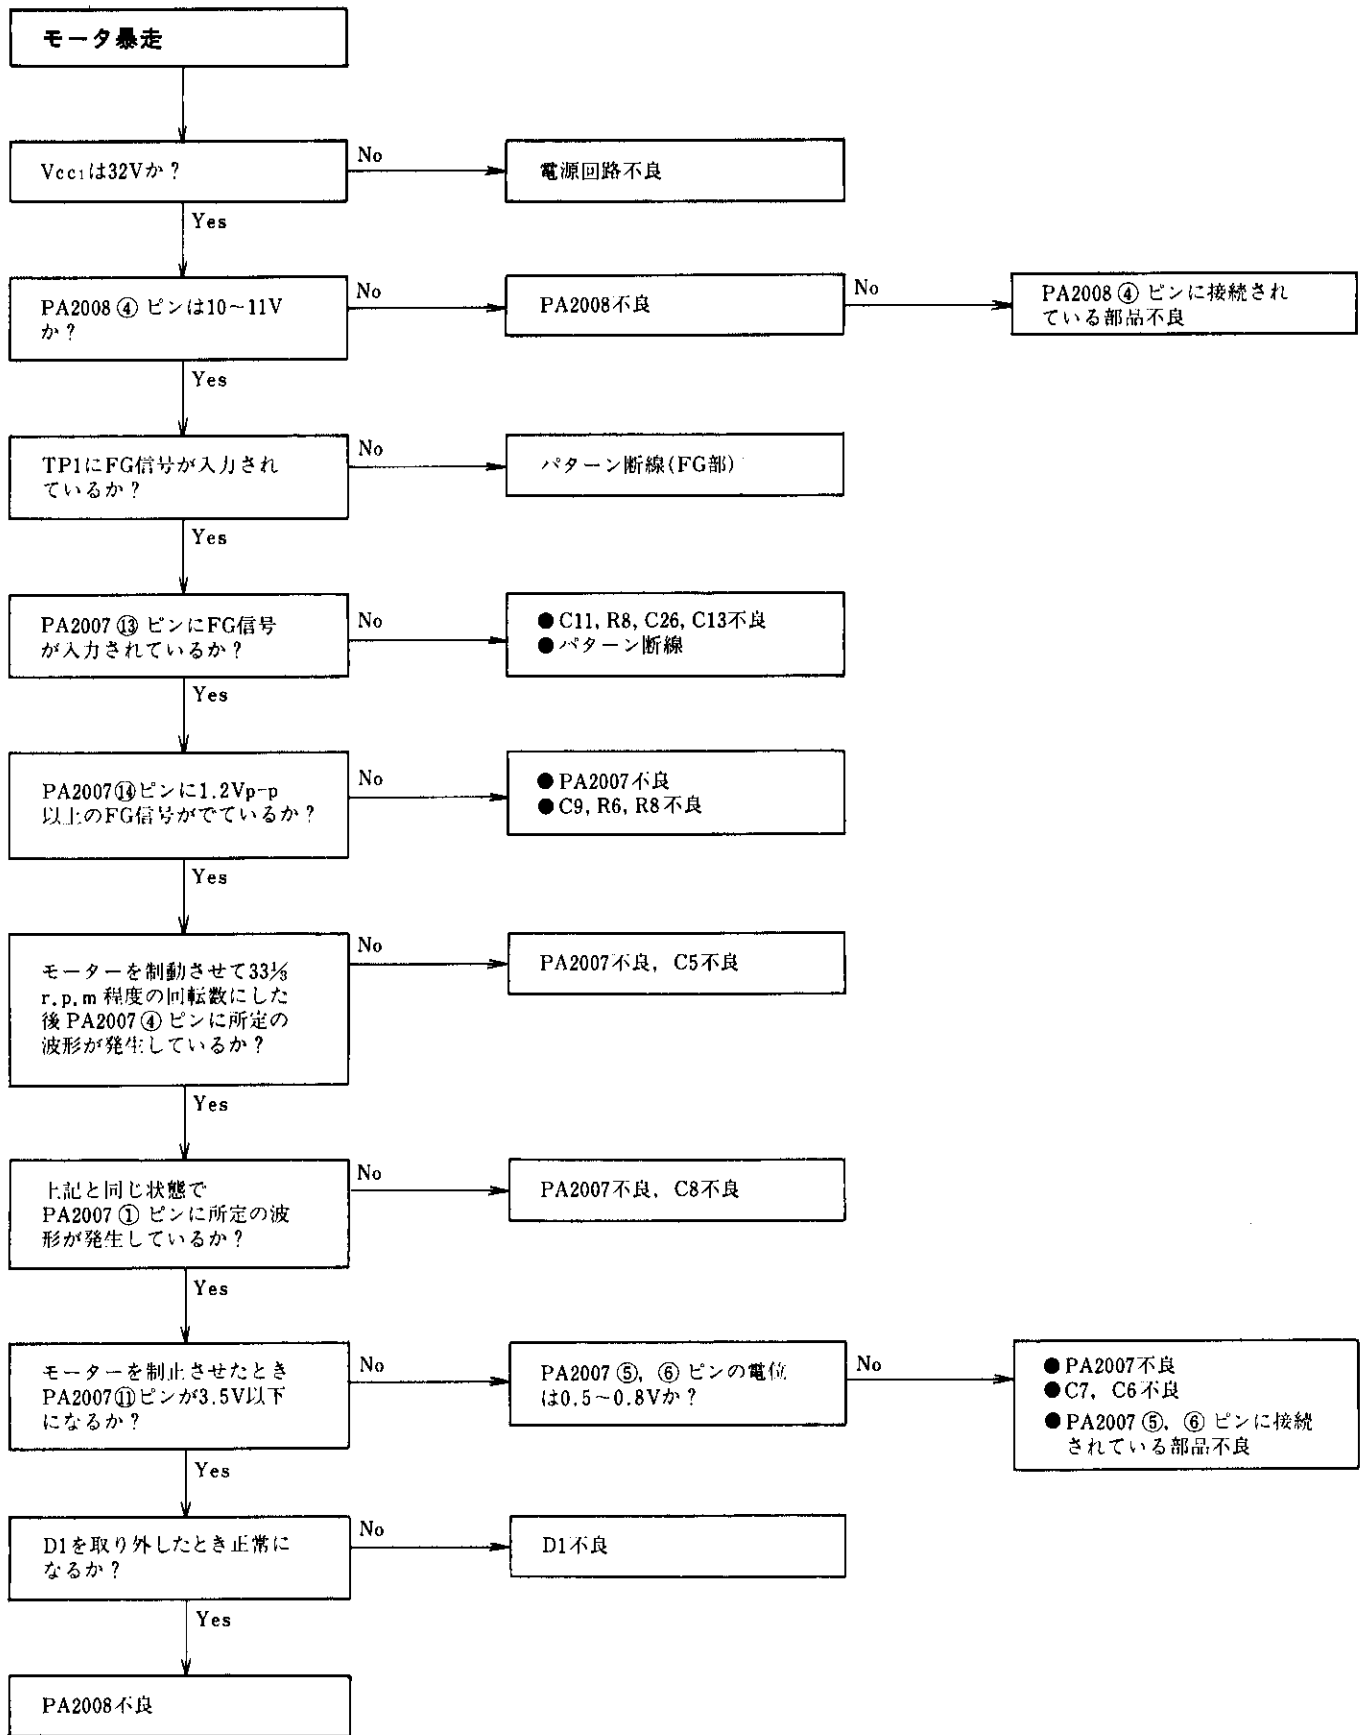 モータ暴走
Vcc₁は32Vか？
No
電源回路不良
Yes
PA2008④ピンは10～11V
か？
No
PA2008不良
No
PA2008④ピンに接続され
ている部品不良
Yes
TP1にFG信号が入力され
ているか？
No
パターン断線(FG部)
Yes
PA2007⑬ピンにFG信号
が入力されているか？
No
●C11, R8, C26, C13不良
●パターン断線
Yes
PA2007⑭ピンに1.2Vp-p
以上のFG信号がでているか？
No
●PA2007不良
●C9, R6, R8不良
Yes
モーターを制動させて33⅓
r.p.m程度の回転数にした
後PA2007④ピンに所定の
波形が発生しているか？
No
PA2007不良, C5不良
Yes
上記と同じ状態で
PA2007①ピンに所定の波
形が発生しているか？
No
PA2007不良, C8不良
Yes
モーターを制止させたとき
PA2007⑪ピンが3.5V以下
になるか？
No
PA2007⑤, ⑥ピンの電位
は0.5～0.8Vか？
No
●PA2007不良
●C7, C6不良
●PA2007⑤, ⑥ピンに接続
されている部品不良
Yes
D1を取り外したとき正常に
なるか？
No
D1不良
Yes
PA2008不良